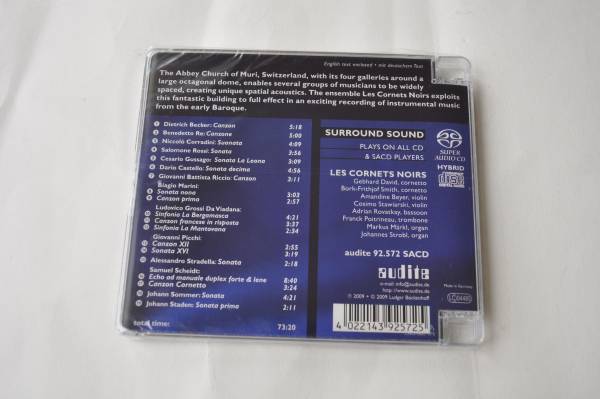 English text enclosed • mit deutschem Text
The Abbey Church of Muri, Switzerland, with its four galleries around a
large octagonal dome, enables several groups of musicians to be widely
spaced, creating unique spatial acoustics. The ensemble Les Cornets Noirs exploits
this fantastic building to full effect in an exciting recording of instrumental music
from the early Baroque.
1 Dietrich Becker: Canzon 5:18
2 Benedetto Re: Canzone 5:00
3 Niccolo Corradini: Sonata 4:09
4 Salomone Rossi: Sonata 3:56
5 Cesario Gussago: Sonata La Leona 3:09
6 Dario Castello: Sonata decima 4:56
7 Giovanni Battista Riccio: Canzon 3:11
Biagio Marini:
8 Sonata nona 3:03
9 Canzon primo 2:57
Ludovico Grossi Da Viadana:
10 Sinfonia La Bergamasca 4:21
11 Canzon francese in risposta 3:37
12 Sinfonia La Mantovana 2:34
Giovanni Picchi:
13 Canzon XII 2:55
14 Sonata XVI 3:19
15 Alessandro Stradella: Sonata 2:18
Samuel Scheidt:
16 Echo ad manuale duplex forte & lene 8:40
17 Canzon Cornetto 3:24
18 Johann Sommer: Sonata 4:21
19 Johann Staden: Sonata prima 2:11
total time: 73:20
SURROUND SOUND
PLAYS ON ALL CD
& SACD PLAYERS
SUPER AUDIO CD
HYBRID
COMPACT
disc
DIGITAL AUDIO
LES CORNETS NOIRS
Gebhard David, cornetto
Bork-Frithjof Smith, cornetto
Amandine Beyer, violin
Cosimo Stawiarski, violin
Adrian Rovatkay, bassoon
Franck Poitrineau, trombone
Markus Märkl, organ
Johannes Strobl, organ
audite 92.572 SACD
audite
e-mail: info@audite.de
http://www.audite.de
Ⓟ 2009 • © 2009 Ludger Böckenhoff
Made in Germany
LC 04480
4 022143 925725